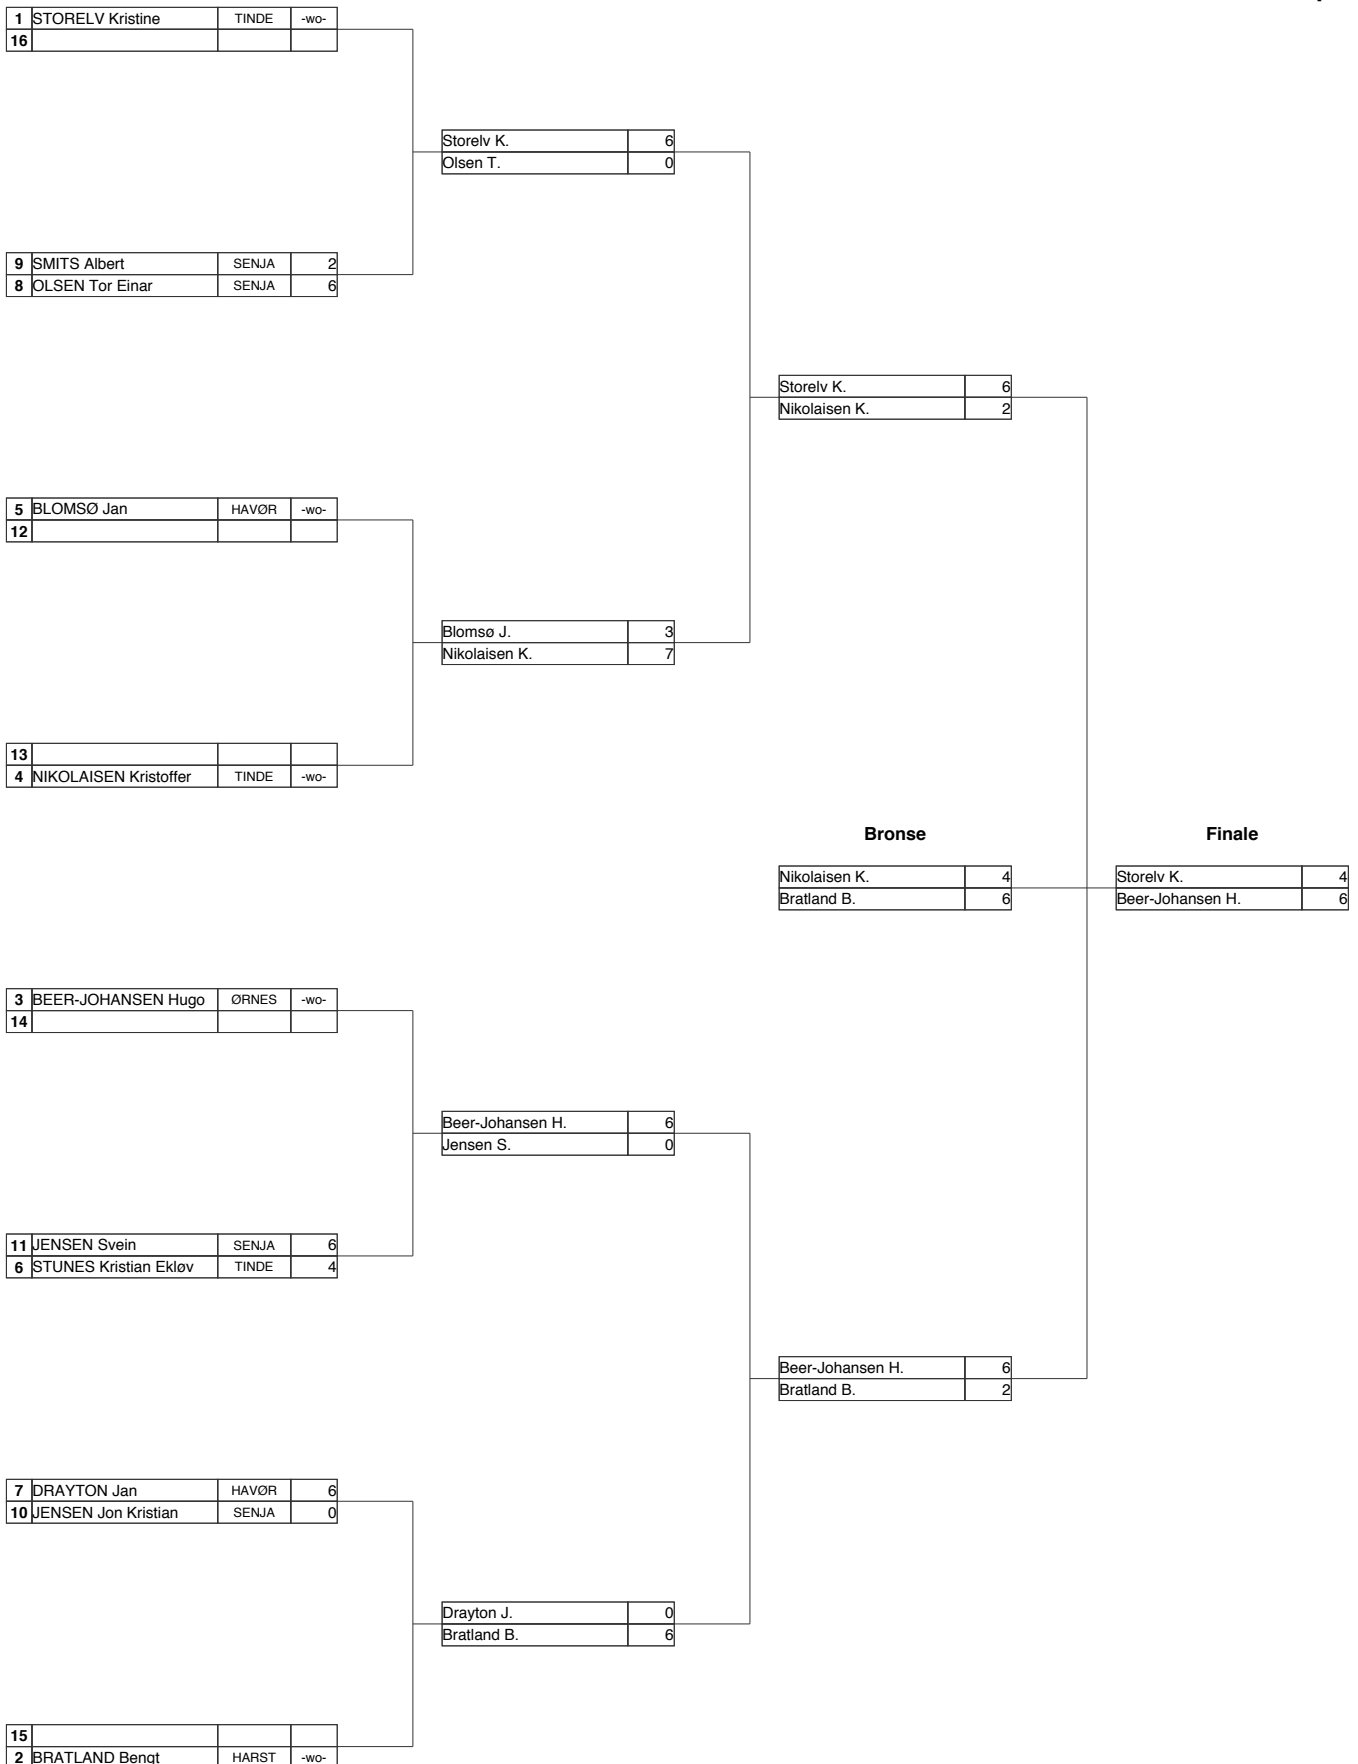 1 STORELV Kristine TINDE -wo-
16
Storelv K. 6
Olsen T. 0
9 SMITS Albert SENJA 2
8 OLSEN Tor Einar SENJA 6
Storelv K. 6
Nikolaisen K. 2
5 BLOMSØ Jan HAVØR -wo-
12
Blomsø J. 3
Nikolaisen K. 7
13
4 NIKOLAISEN Kristoffer TINDE -wo-
Bronse Finale
Nikolaisen K. 4 Storelv K. 4
Bratland B. 6 Beer-Johansen H. 6
3 BEER-JOHANSEN Hugo ØRNES -wo-
14
Beer-Johansen H. 6
Jensen S. 0
11 JENSEN Svein SENJA 6
6 STUNES Kristian Ekløv TINDE 4
Beer-Johansen H. 6
Bratland B. 2
7 DRAYTON Jan HAVØR 6
10 JENSEN Jon Kristian SENJA 0
Drayton J. 0
Bratland B. 6
15
2 BRATLAND Bengt HARST -wo-